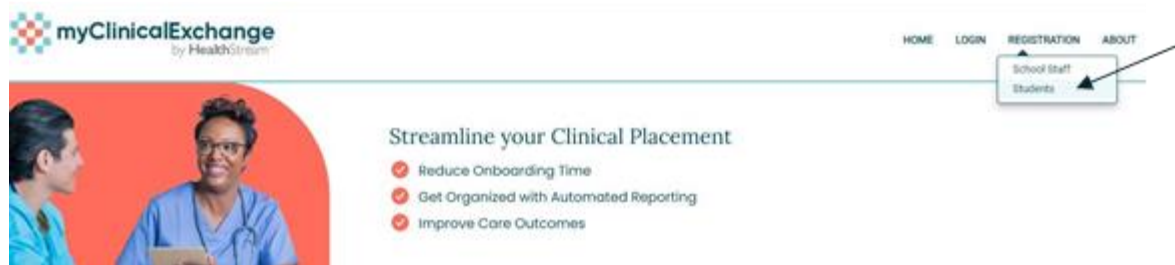 myClinicalExchange
by HealthStream
HOME LOGIN REGISTRATION ABOUT
School Staff
Students
Streamline your Clinical Placement
Reduce Onboarding Time
Get Organized with Automated Reporting
Improve Care Outcomes